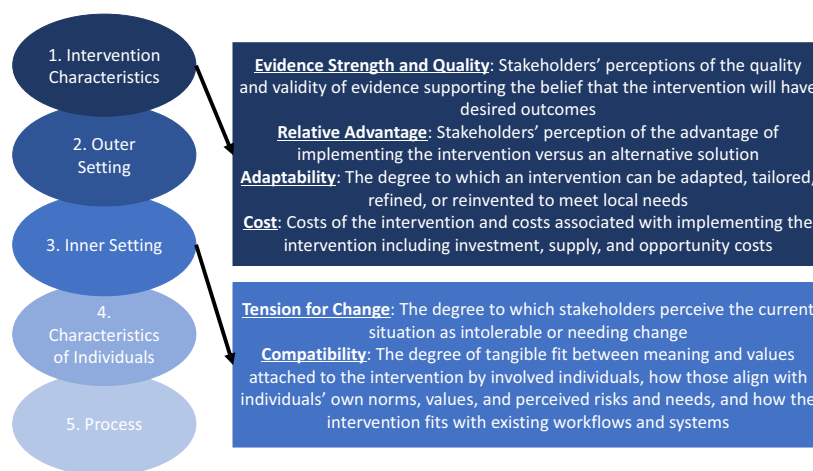 1. Intervention
Characteristics
2. Outer
Setting
3. Inner Setting
4.
Characteristics
of Individuals
5. Process
Evidence Strength and Quality: Stakeholders’ perceptions of the quality
and validity of evidence supporting the belief that the intervention will have
desired outcomes
Relative Advantage: Stakeholders’ perception of the advantage of
implementing the intervention versus an alternative solution
Adaptability: The degree to which an intervention can be adapted, tailored,
refined, or reinvented to meet local needs
Cost: Costs of the intervention and costs associated with implementing the
intervention including investment, supply, and opportunity costs
Tension for Change: The degree to which stakeholders perceive the current
situation as intolerable or needing change
Compatibility: The degree of tangible fit between meaning and values
attached to the intervention by involved individuals, how those align with
individuals’ own norms, values, and perceived risks and needs, and how the
intervention fits with existing workflows and systems